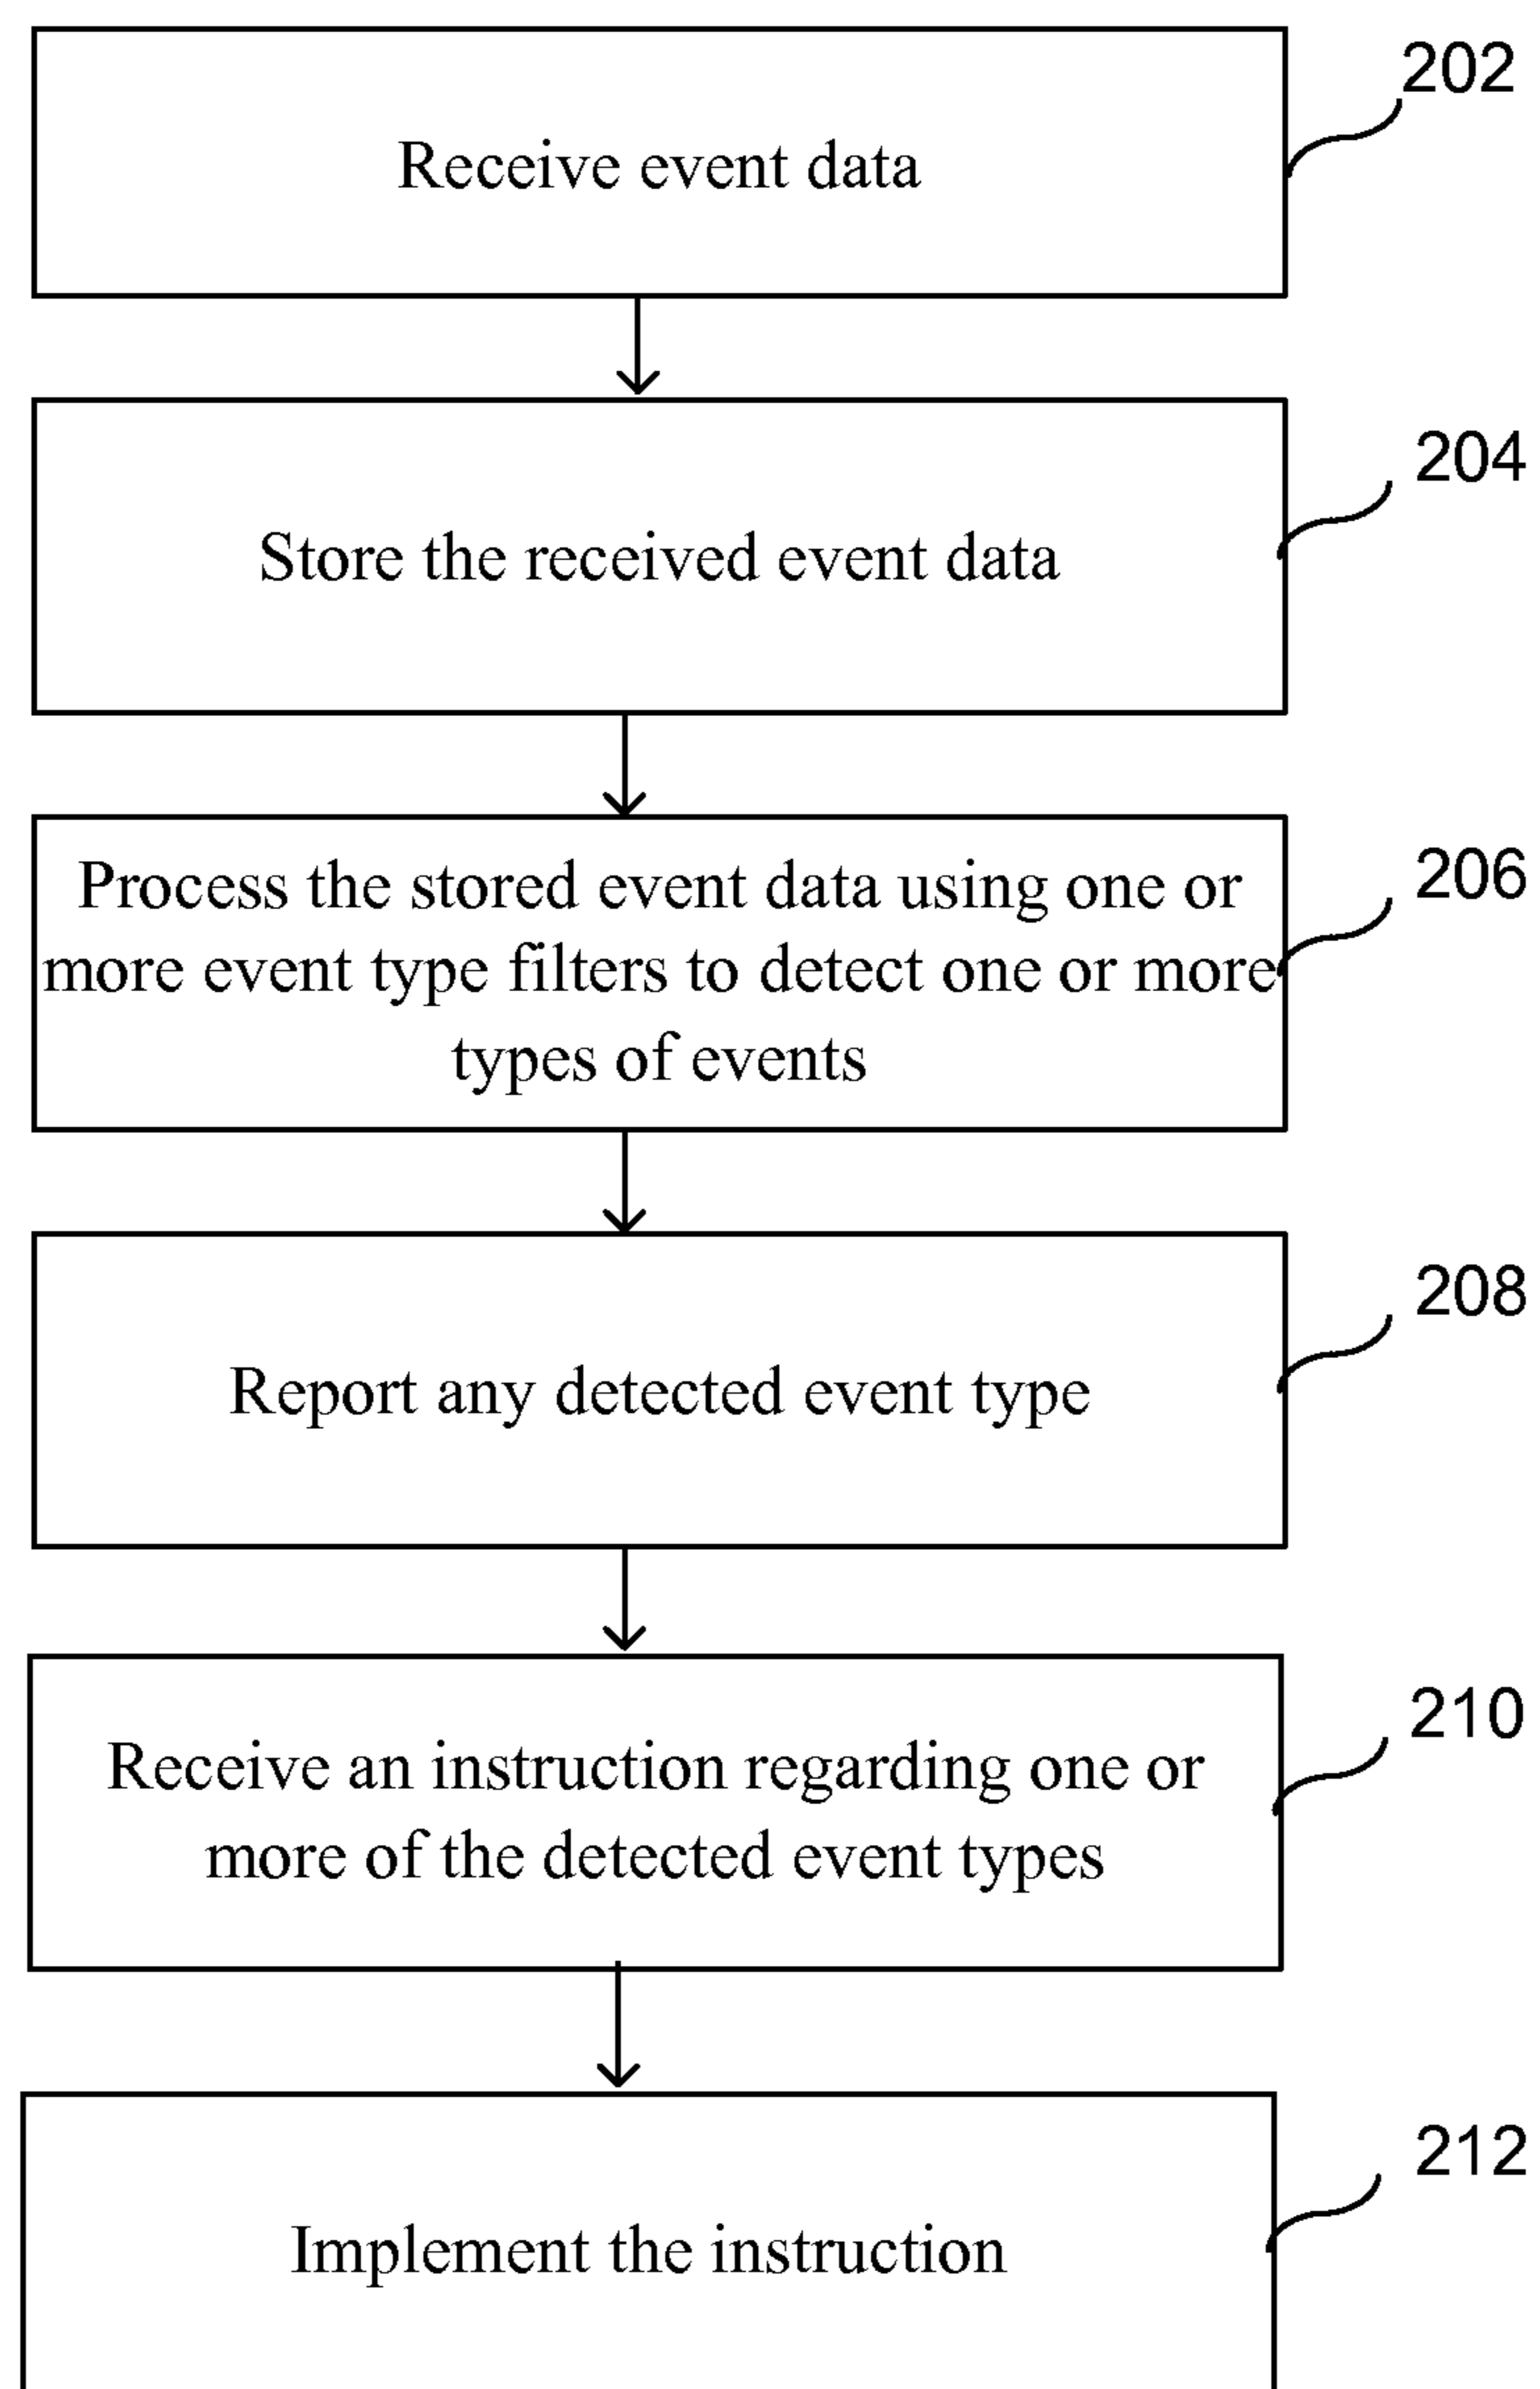 202
Receive event data
204
Store the received event data
206
Process the stored event data using one or
more event type filters to detect one or more
types of events
208
Report any detected event type
210
Receive an instruction regarding one or
more of the detected event types
212
Implement the instruction